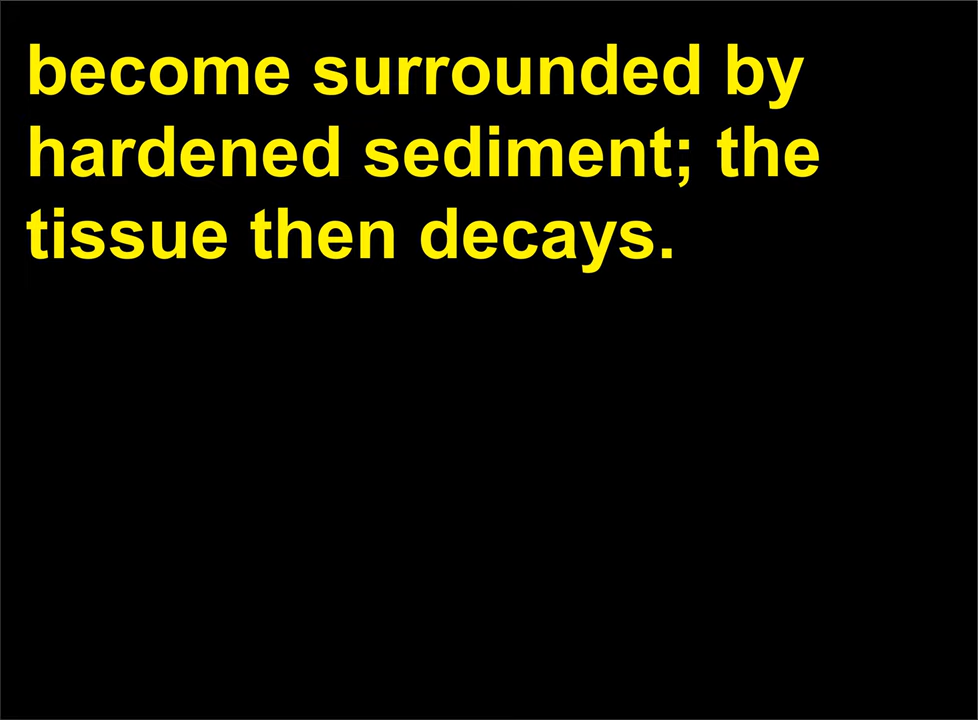 become surrounded by
hardened sediment; the
tissue then decays.